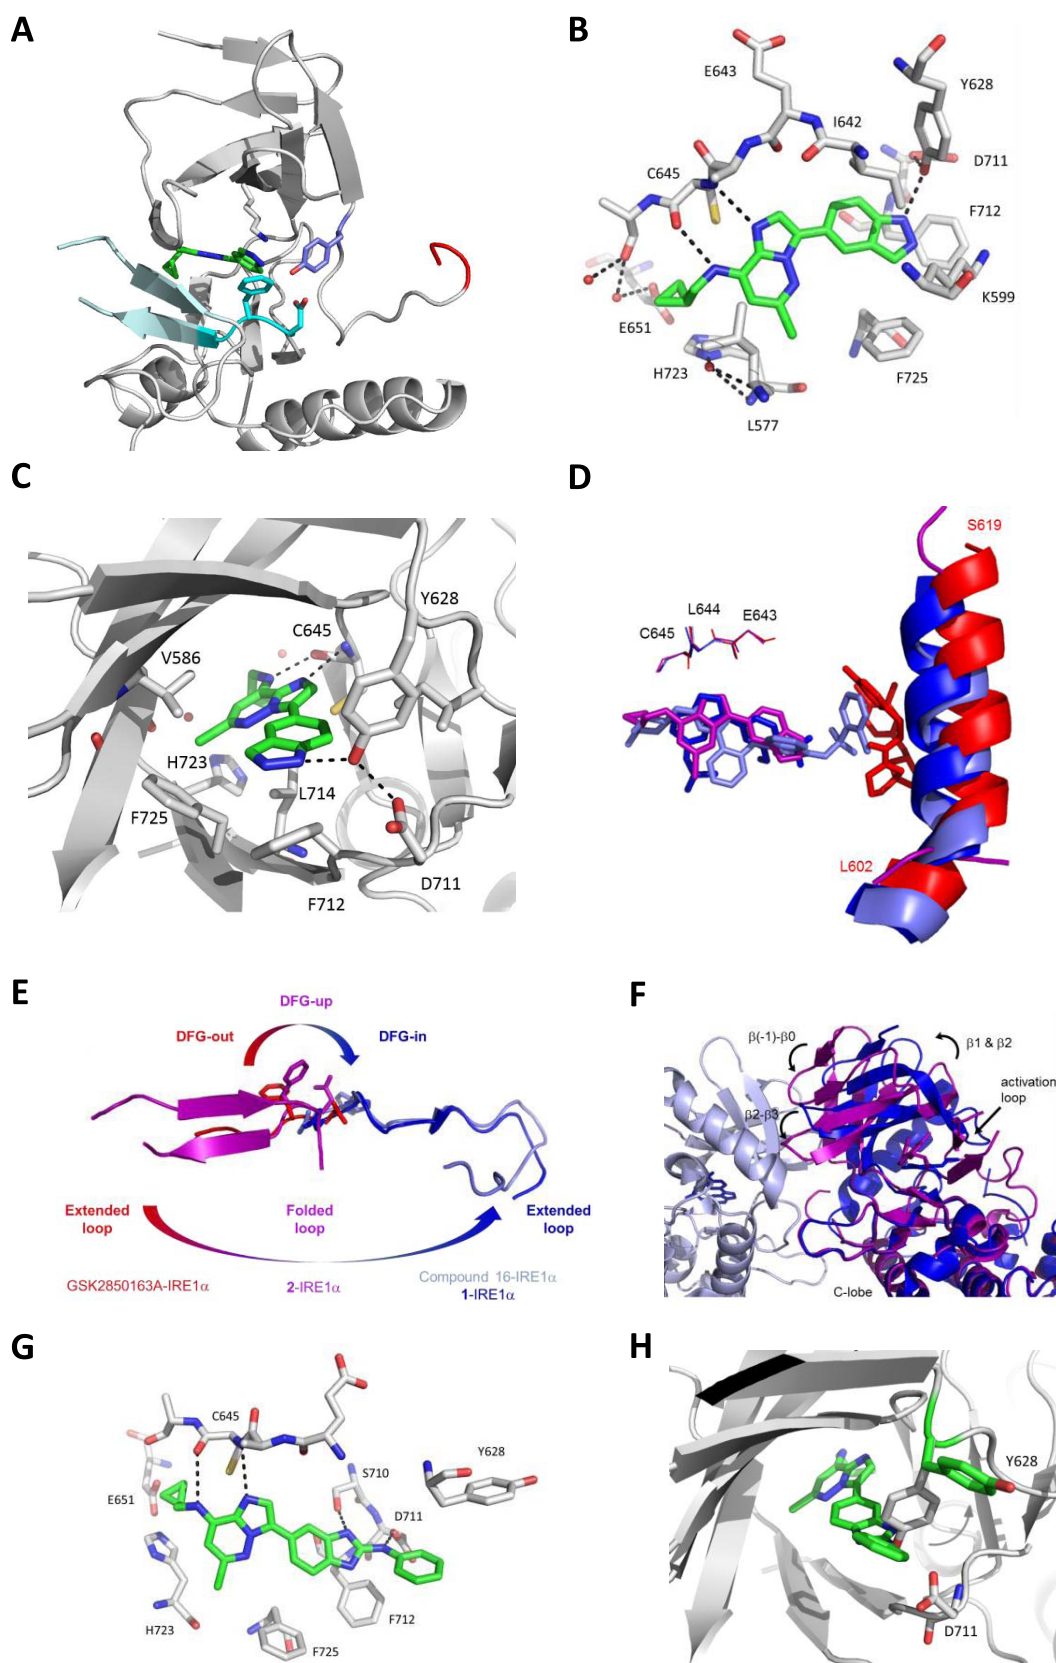 A
B
E643
Y628
I642
D711
C645
F712
K599
E651
H723
F725
L577
C
D
Y628
C645
V586
H723
L714
F725
D711
F712
S619
L644
E643
C645
L602
E
F
DFG-up
DFG-out
DFG-in
Extended
loop
Folded
loop
Extended
loop
GSK2850163A-IRE1α
2-IRE1α
Compound 16-IRE1α
1-IRE1α
β(-1)-β0
β1 & β2
activation
loop
β2-β3
C-lobe
G
H
C645
Y628
S710
E651
D711
F712
H723
F725
Y628
D711